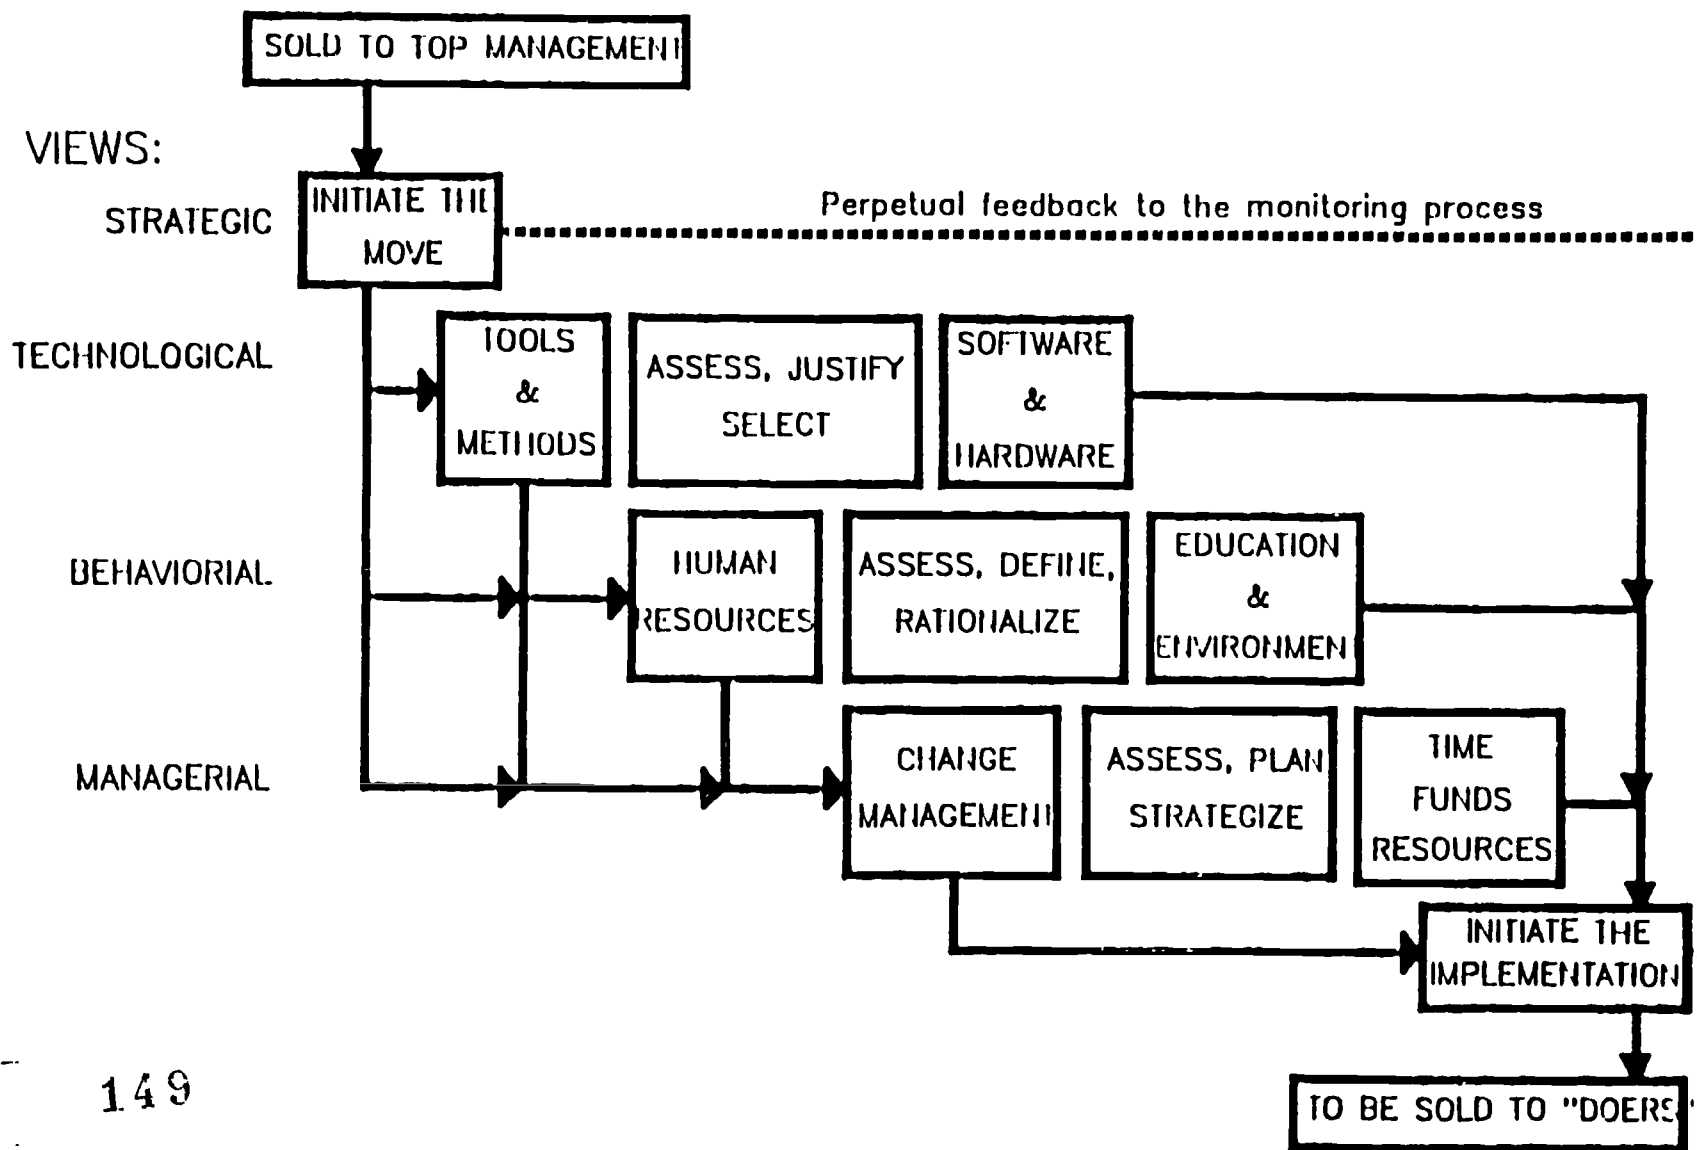 SOLD TO TOP MANAGEMENT
VIEWS:
STRATEGIC
INITIATE THE
MOVE
Perpetual feedback to the monitoring process
TECHNOLOGICAL
TOOLS
&
METHODS
ASSESS, JUSTIFY
SELECT
SOFTWARE
&
HARDWARE
BEHAVIORIAL
HUMAN
RESOURCES
ASSESS, DEFINE,
RATIONALIZE
EDUCATION
&
ENVIRONMEN
MANAGERIAL
CHANGE
MANAGEMENT
ASSESS, PLAN
STRATEGIZE
TIME
FUNDS
RESOURCES
INITIATE THE
IMPLEMENTATION
TO BE SOLD TO "DOERS"
149